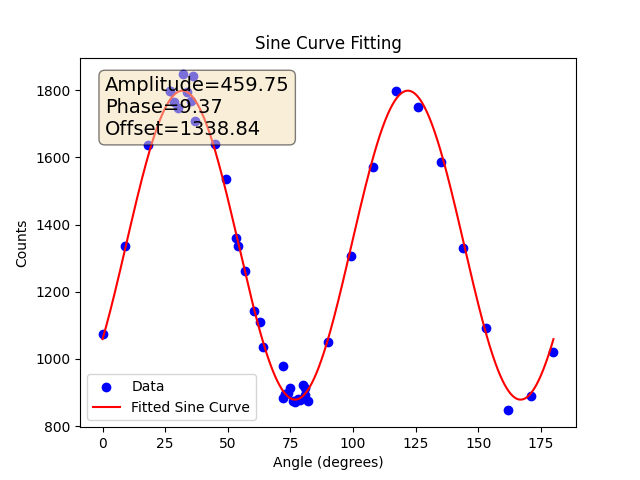 Sine Curve Fitting
Amplitude=459.75
Phase=9.37
Offset=1338.84
1800
1600
1400
1200
1000
800
Counts
Data
Fitted Sine Curve
0
25
50
75
100
125
150
175
Angle (degrees)